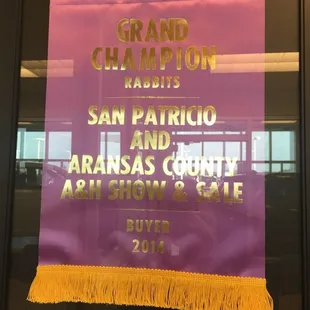 GRAND
CHAMPION
RABBITS
SAN PATRICIO
AND
ARANSAS COUNTY
A&H SHOW & SALE
BUYER
2014